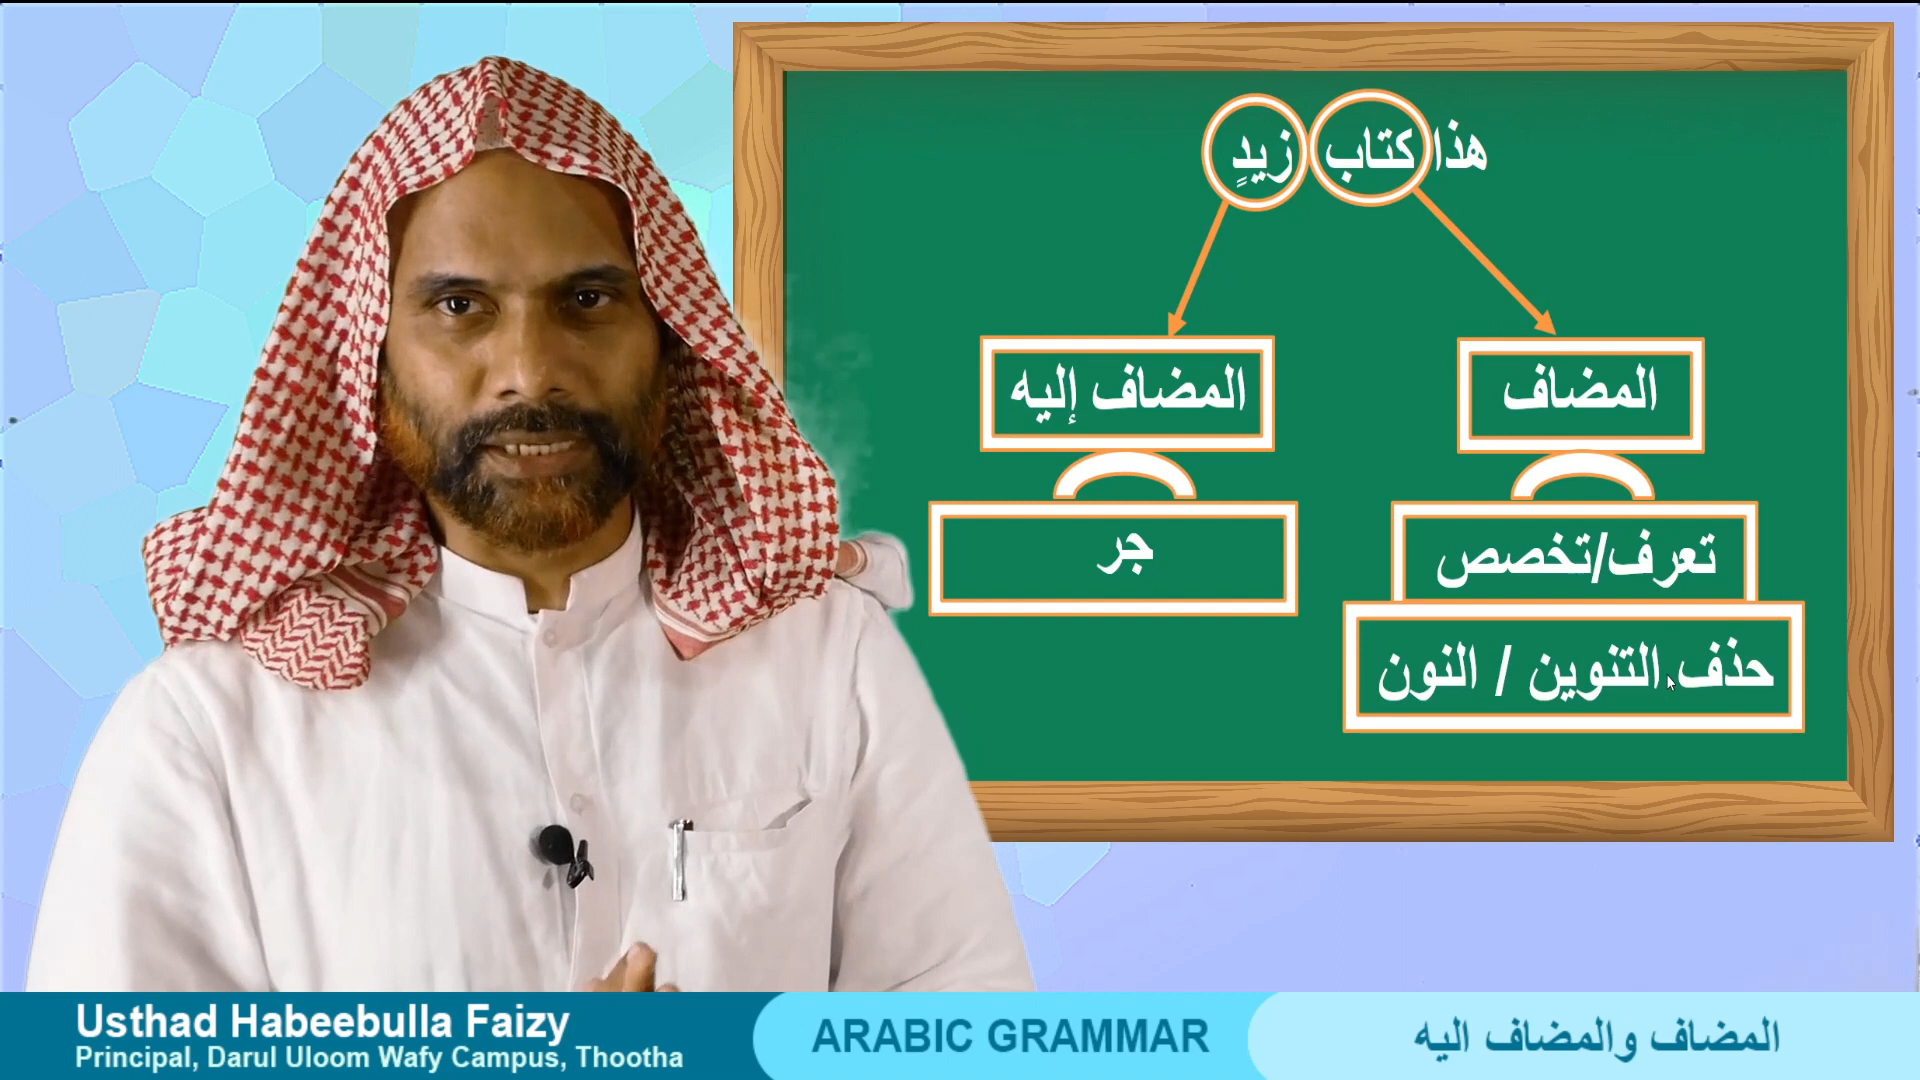 هذا كتاب زيدٍ
المضاف
المضاف إليه
تعرف/تخصص
جر
حذف التنوين / النون
Usthad Habeebulla Faizy
Principal, Darul Uloom Wafy Campus, Thootha
ARABIC GRAMMAR
المضاف والمضاف اليه